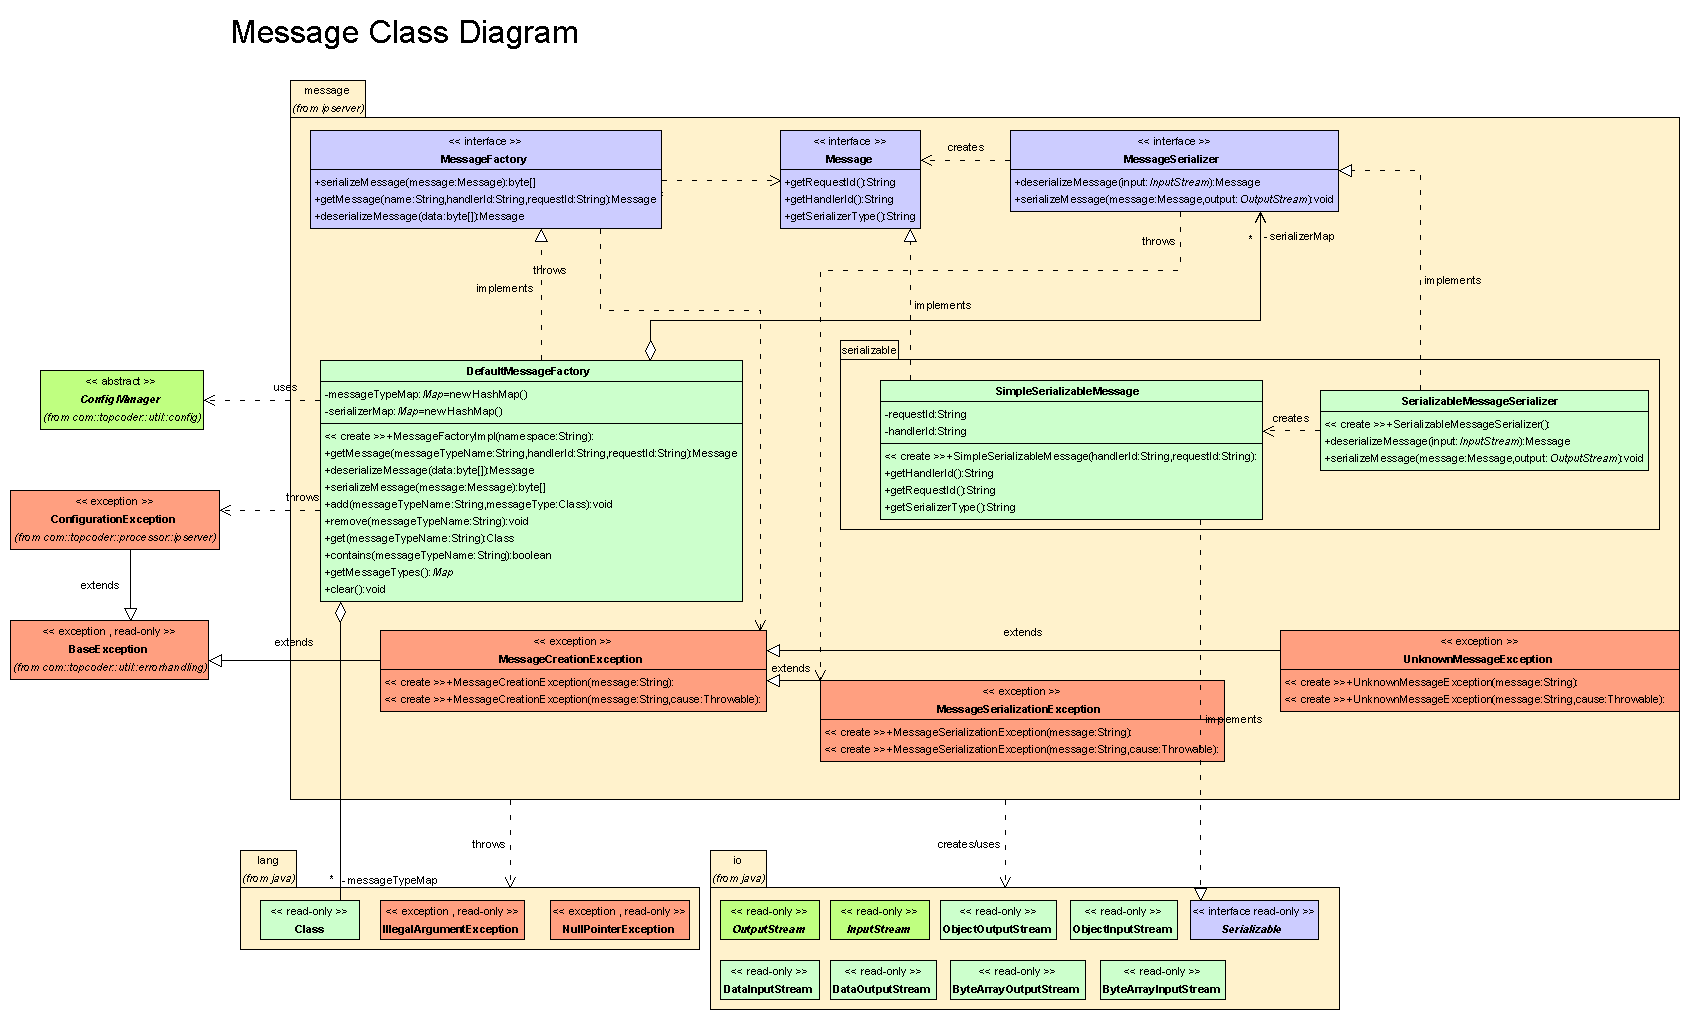 Message Class Diagram
message
(from ipserver)
<< interface >>
MessageFactory
+serializeMessage(message:Message):byte[]
+getMessage(name:String,handlerId:String,requestId:String):Message
+deserializeMessage(data:byte[]):Message
<< interface >>
Message
+getRequestId():String
+getHandlerId():String
+getSerializerType():String
creates
<< interface >>
MessageSerializer
+deserializeMessage(input: InputStream):Message
+serializeMessage(message:Message,output: OutputStream):void
throws
implements
throws
* - serializerMap
implements
implements
<< abstract >>
ConfigManager
(from com::topcoder::util::config)
uses
DefaultMessageFactory
-messageTypeMap: Map=new HashMap()
-serializerMap: Map=new HashMap()
<< create >>+MessageFactoryImpl(namespace:String):
+getMessage(messageTypeName:String,handlerId:String,requestId:String):Message
+deserializeMessage(data:byte[]):Message
+serializeMessage(message:Message):byte[]
+add(messageTypeName:String,messageType:Class):void
+remove(messageTypeName:String):void
+get(messageTypeName:String):Class
+contains(messageTypeName:String):boolean
+getMessageTypes(): Map
+clear():void
serializable
SimpleSerializableMessage
-requestId:String
-handlerId:String
<< create >>+SimpleSerializableMessage(handlerId:String,requestId:String):
+getHandlerId():String
+getRequestId():String
+getSerializerType():String
creates
SerializableMessageSerializer
<< create >>+SerializableMessageSerializer():
+deserializeMessage(input: InputStream):Message
+serializeMessage(message:Message,output: OutputStream):void
throws
<< exception >>
ConfigurationException
(from com::topcoder::processor::ipserver)
extends
<< exception , read-only >>
BaseException
(from com::topcoder::util::errorhandling)
extends
<< exception >>
MessageCreationException
<< create >>+MessageCreationException(message:String):
<< create >>+MessageCreationException(message:String,cause:Throwable):
extends
extends
<< exception >>
MessageSerializationException
<< create >>+MessageSerializationException(message:String):
<< create >>+MessageSerializationException(message:String,cause:Throwable):
implements
<< exception >>
UnknownMessageException
<< create >>+UnknownMessageException(message:String):
<< create >>+UnknownMessageException(message:String,cause:Throwable):
throws
creates/uses
lang
(from java)
* - messageTypeMap
<< read-only >>
Class
<< exception , read-only >>
IllegalArgumentException
<< exception , read-only >>
NullPointerException
io
(from java)
<< read-only >>
OutputStream
<< read-only >>
InputStream
<< read-only >>
ObjectOutputStream
<< read-only >>
ObjectInputStream
<< interface read-only >>
Serializable
<< read-only >>
DataInputStream
<< read-only >>
DataOutputStream
<< read-only >>
ByteArrayOutputStream
<< read-only >>
ByteArrayInputStream